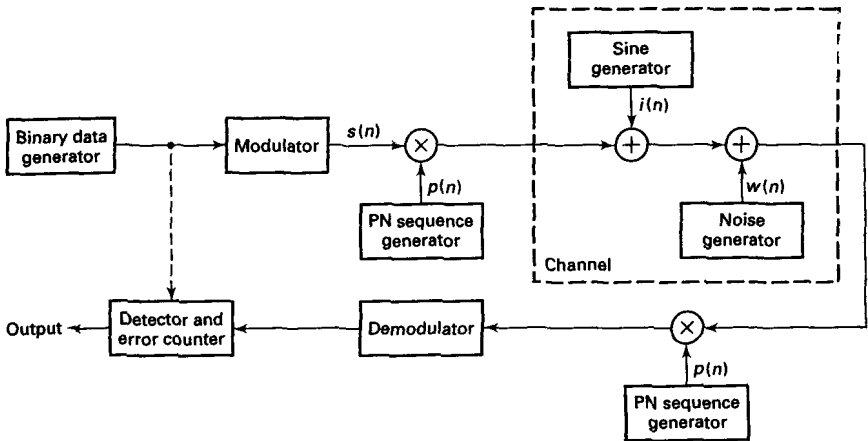 Sine
generator
i(n)
Binary data
generator
Modulator
s(n)
×
+
+
p(n)
w(n)
PN sequence
generator
Noise
generator
Channel
Output
Detector and
error counter
Demodulator
×
p(n)
PN sequence
generator